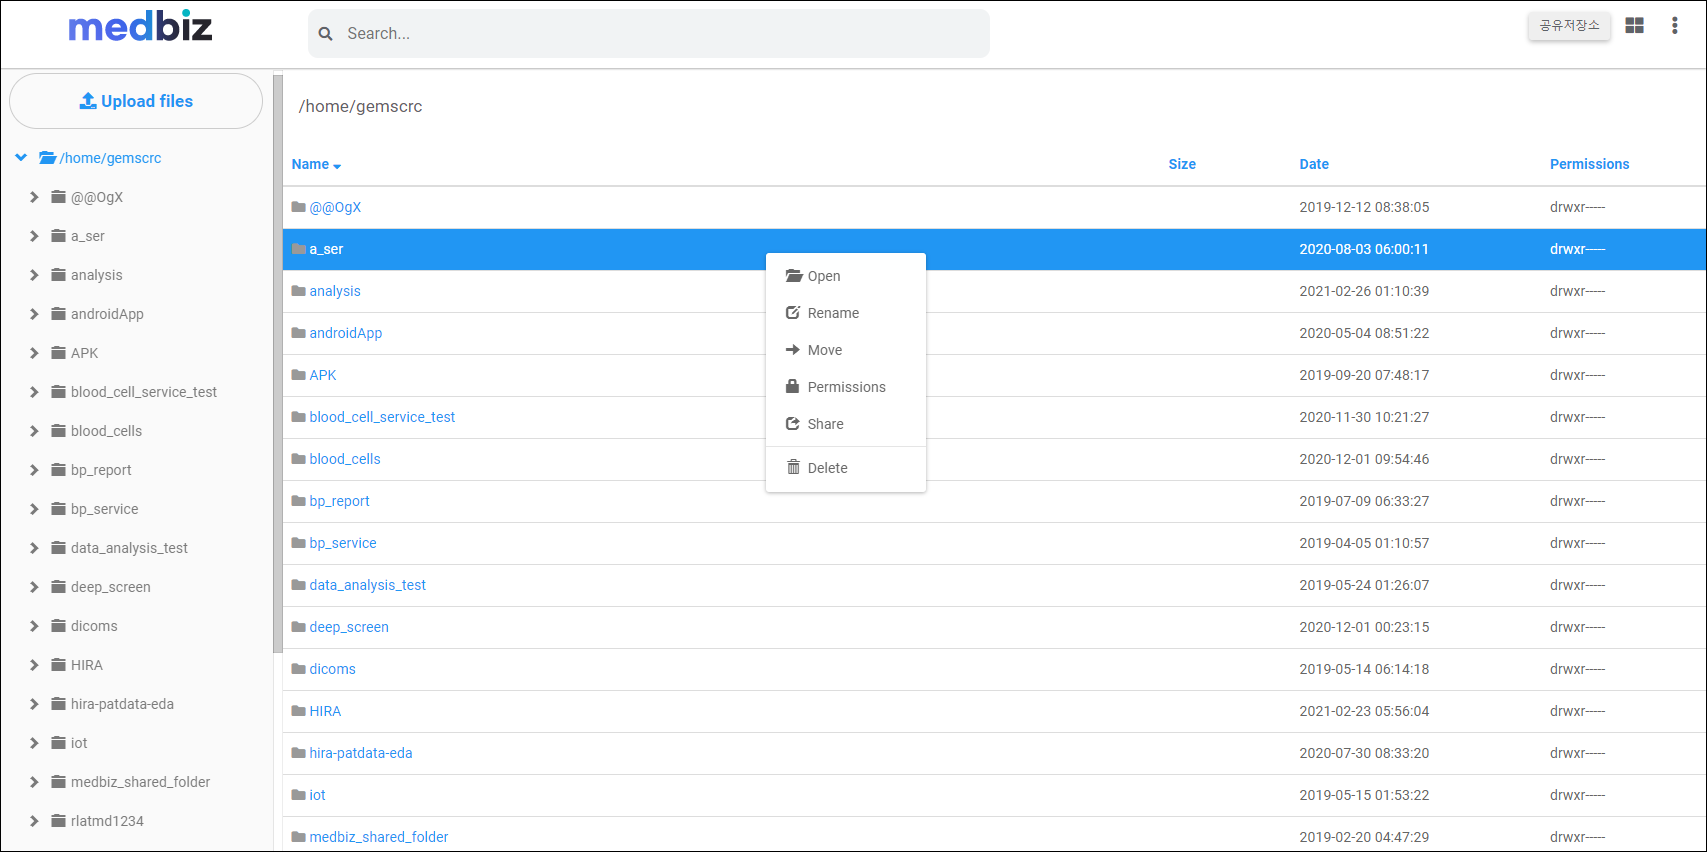 medbiz
Search...
공유저장소
Upload files
/home/gemscrc
@@OgX
a_ser
analysis
androidApp
APK
blood_cell_service_test
blood_cells
bp_report
bp_service
data_analysis_test
deep_screen
dicoms
HIRA
hira-patdata-eda
iot
medbiz_shared_folder
rlatmd1234
/home/gemscrc
Name Size Date Permissions
@@OgX 2019-12-12 08:38:05 drwxr-----
a_ser 2020-08-03 06:00:11 drwxr-----
analysis 2021-02-26 01:10:39 drwxr-----
androidApp 2020-05-04 08:51:22 drwxr-----
APK 2019-09-20 07:48:17 drwxr-----
blood_cell_service_test 2020-11-30 10:21:27 drwxr-----
blood_cells 2020-12-01 09:54:46 drwxr-----
bp_report 2019-07-09 06:33:27 drwxr-----
bp_service 2019-04-05 01:10:57 drwxr-----
data_analysis_test 2019-05-24 01:26:07 drwxr-----
deep_screen 2020-12-01 00:23:15 drwxr-----
dicoms 2019-05-14 06:14:18 drwxr-----
HIRA 2021-02-23 05:56:04 drwxr-----
hira-patdata-eda 2020-07-30 08:33:20 drwxr-----
iot 2019-05-15 01:53:22 drwxr-----
medbiz_shared_folder 2019-02-20 04:47:29 drwxr-----
Open
Rename
Move
Permissions
Share
Delete